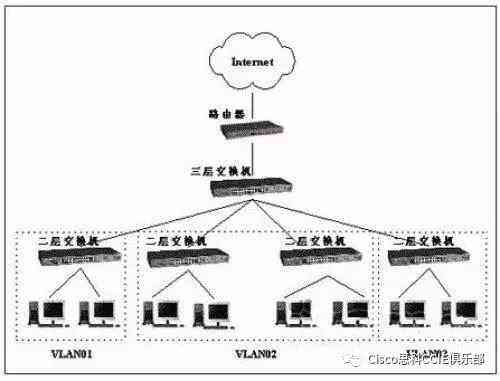 Internet
路由器
三层交换机
二层交换机
二层交换机
二层交换机
二层交换机
VLAN01
VLAN02
Cisco思科CCIE俱乐部